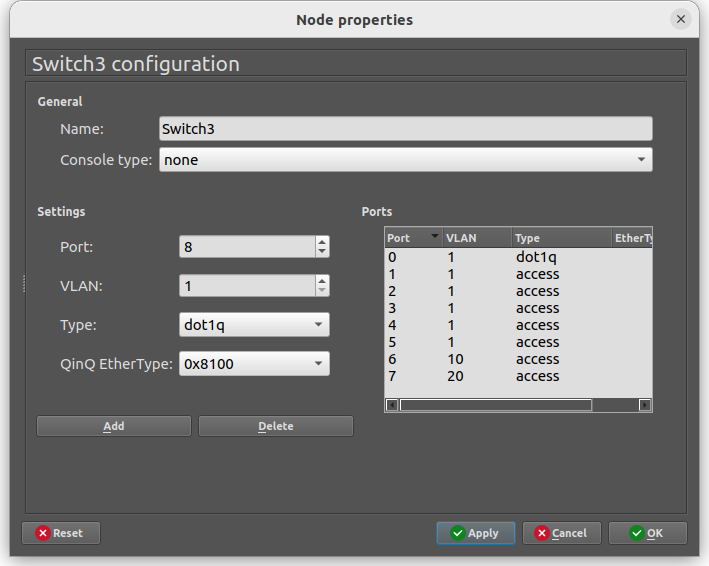 Node properties
Switch3 configuration
General
Name: Switch3
Console type: none
Settings
Port: 8
VLAN: 1
Type: dot1q
QinQ EtherType: 0x8100
Add Delete
Ports
Port VLAN Type EtherTy
0 1 dot1q
1 1 access
2 1 access
3 1 access
4 1 access
5 1 access
6 10 access
7 20 access
Reset Apply Cancel OK